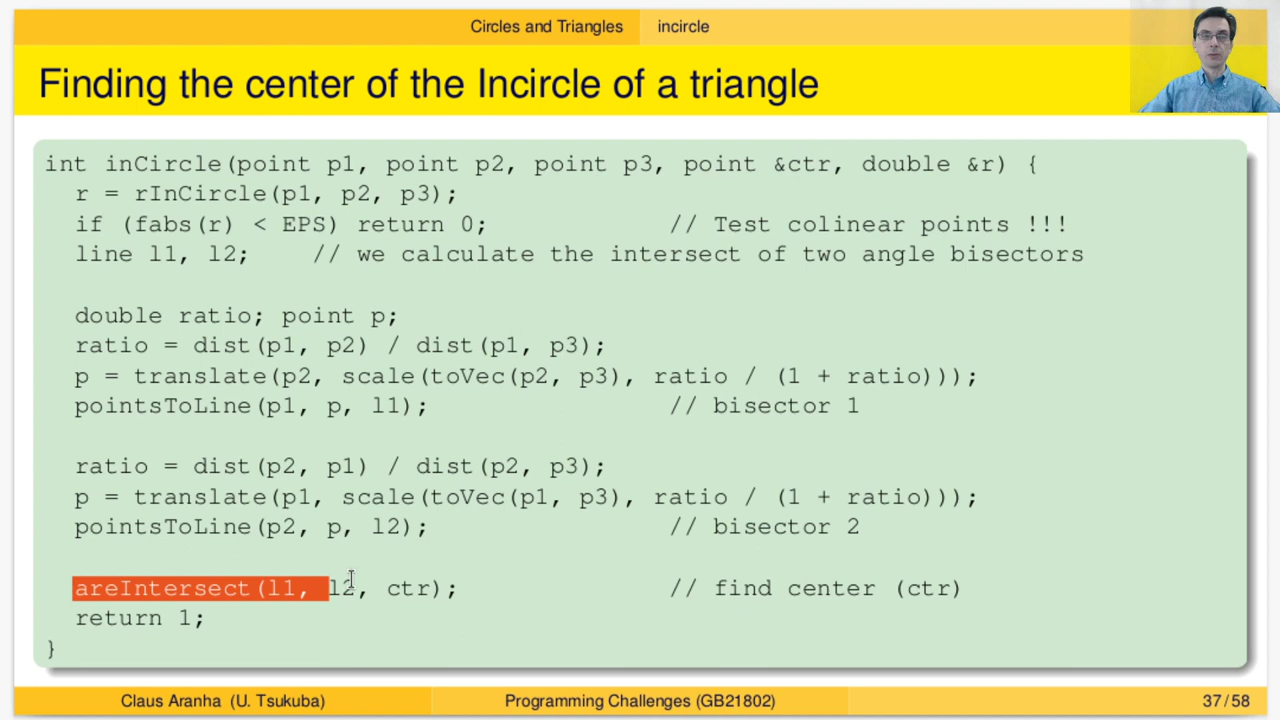 Circles and Triangles incircle
Finding the center of the Incircle of a triangle
int inCircle(point p1, point p2, point p3, point &ctr, double &r) {
r = rInCircle(p1, p2, p3);
if (fabs(r) < EPS) return 0; // Test colinear points !!!
line l1, l2; // we calculate the intersect of two angle bisectors
double ratio; point p;
ratio = dist(p1, p2) / dist(p1, p3);
p = translate(p2, scale(toVec(p2, p3), ratio / (1 + ratio)));
pointsToLine(p1, p, l1); // bisector 1
ratio = dist(p2, p1) / dist(p2, p3);
p = translate(p1, scale(toVec(p1, p3), ratio / (1 + ratio)));
pointsToLine(p2, p, l2); // bisector 2
areIntersect(l1, l2, ctr); // find center (ctr)
return 1;
}
Claus Aranha (U. Tsukuba) Programming Challenges (GB21802) 37/58